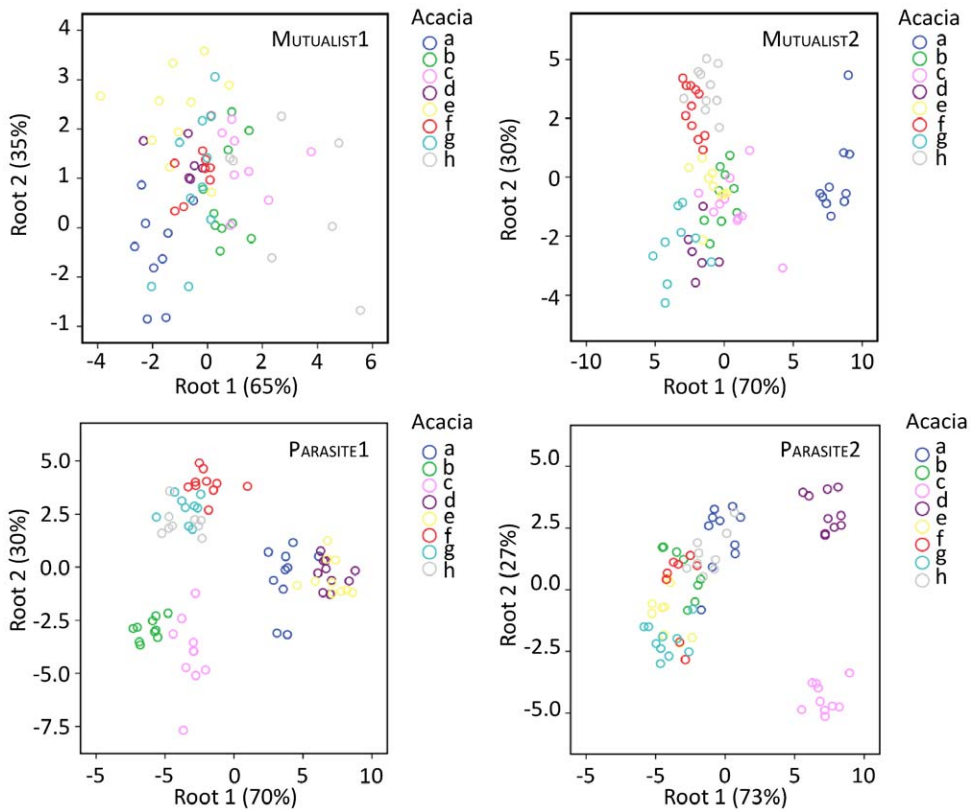 MUTUALIST1
4
3
2
1
0
-2
-1
Root 2 (35%)
-4 -2 0 2 4 6
Root 1 (65%)
Acacia
a
b
c
d
e
f
g
h
MUTUALIST2
5
2
0
-2
-4
Root 2 (30%)
-10 5 0 5 10
Root 1 (70%)
Acacia
a
b
c
d
e
f
g
h
PARASITE1
5.0
2.5
0.0
-2.5
-5.0
-7.5
Root 2 (30%)
-5 -5 0 5 10
Root 1 (70%)
Acacia
a
b
c
d
e
f
g
h
PARASITE2
5.0
2.5
0.0
-2.5
-5.0
Root 2 (27%)
-5 -5 0 5 10
Root 1 (73%)
Acacia
a
b
c
d
e
f
g
h